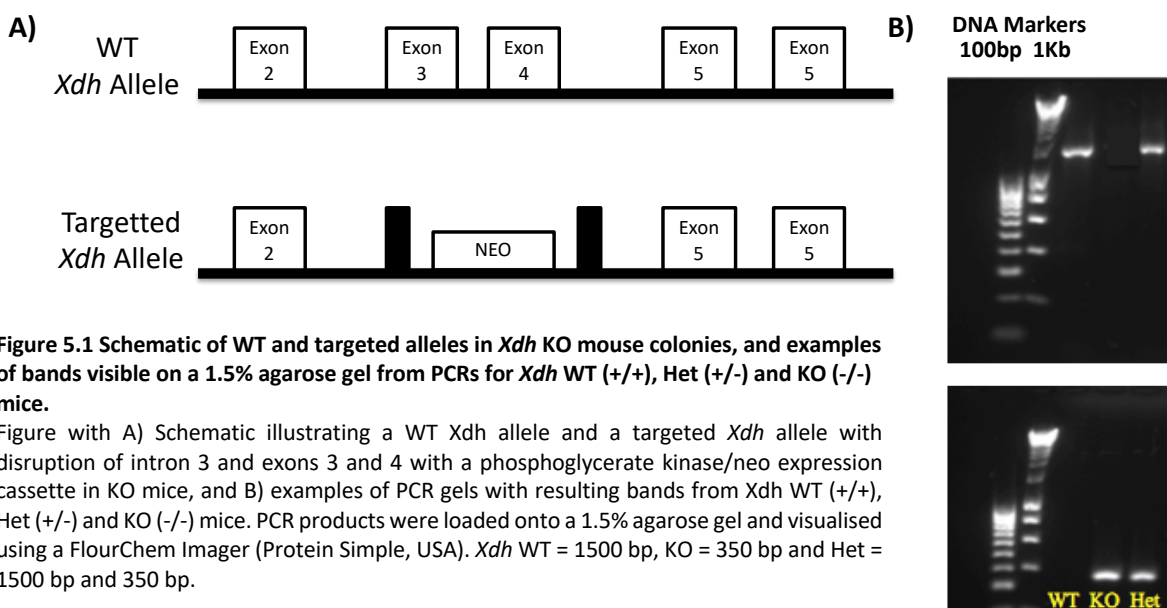 A)
WT
Xdh Allele
Exon
2
Exon
3
Exon
4
Exon
5
Exon
5
Targetted
Xdh Allele
Exon
2
NEO
Exon
5
Exon
5
B)
DNA Markers
100bp 1Kb
WT KO Het
Figure 5.1 Schematic of WT and targeted alleles in Xdh KO mouse colonies, and examples
of bands visible on a 1.5% agarose gel from PCRs for Xdh WT (+/+), Het (+/-) and KO (-/-)
mice.
Figure with A) Schematic illustrating a WT Xdh allele and a targeted Xdh allele with
disruption of intron 3 and exons 3 and 4 with a phosphoglycerate kinase/neo expression
cassette in KO mice, and B) examples of PCR gels with resulting bands from Xdh WT (+/+),
Het (+/-) and KO (-/-) mice. PCR products were loaded onto a 1.5% agarose gel and visualised
using a FlourChem Imager (Protein Simple, USA). Xdh WT = 1500 bp, KO = 350 bp and Het =
1500 bp and 350 bp.